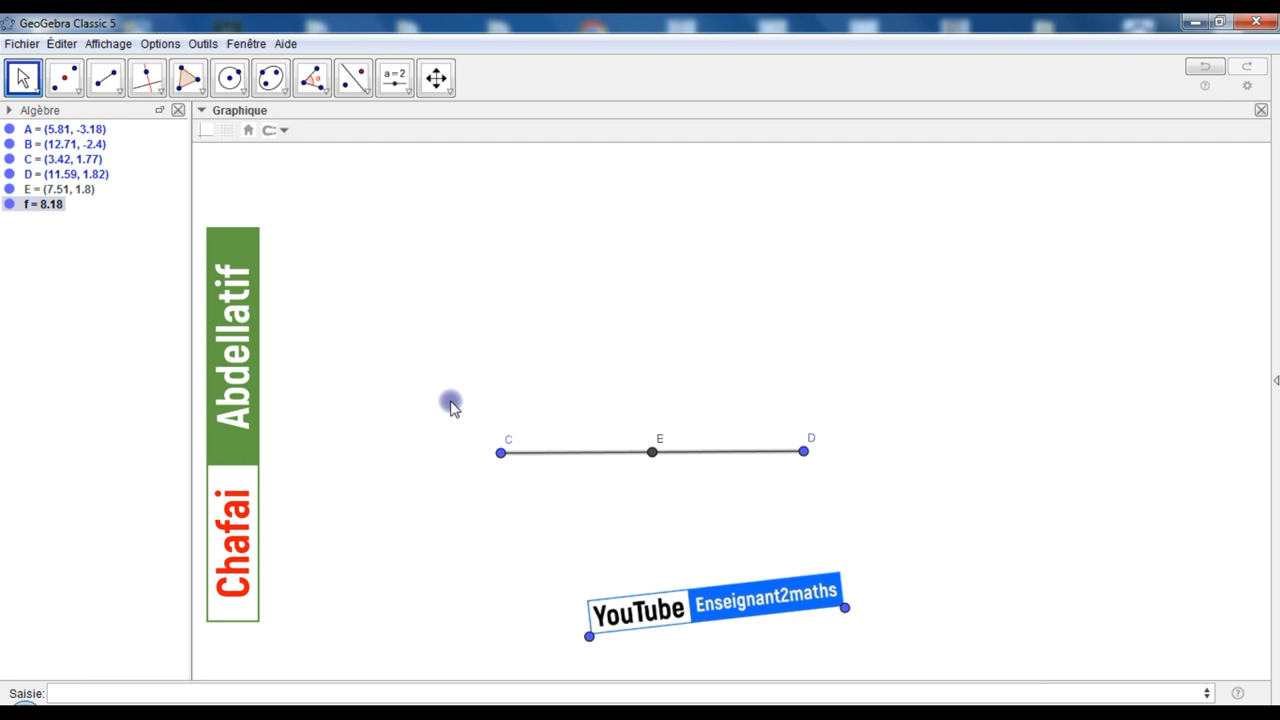 GeoGebra Classic 5
Fichier Éditer Affichage Options Outils Fenêtre Aide
a = 2
Algèbre
Graphique
A = (5.81, -3.18)
B = (12.71, -2.4)
C = (3.42, 1.77)
D = (11.59, 1.82)
E = (7.51, 1.8)
f = 8.18
Abdellatif
Chafai
C
E
D
YouTube Enseignant2maths
Saisie: